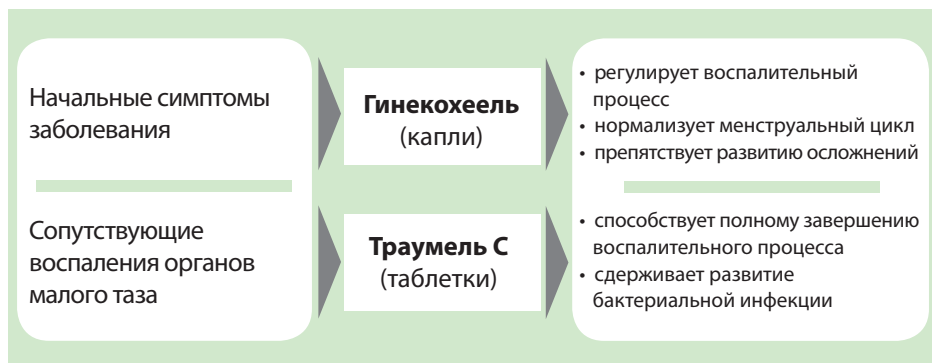 Начальные симптомы
заболевания
Гинекохеель
(капли)
• регулирует воспалительный
процесс
• нормализует менструальный цикл
• препятствует развитию осложнений
Сопутствующие
воспаления органов
малого таза
Траумель С
(таблетки)
• способствует полному завершению
воспалительного процесса
• сдерживает развитие
бактериальной инфекции